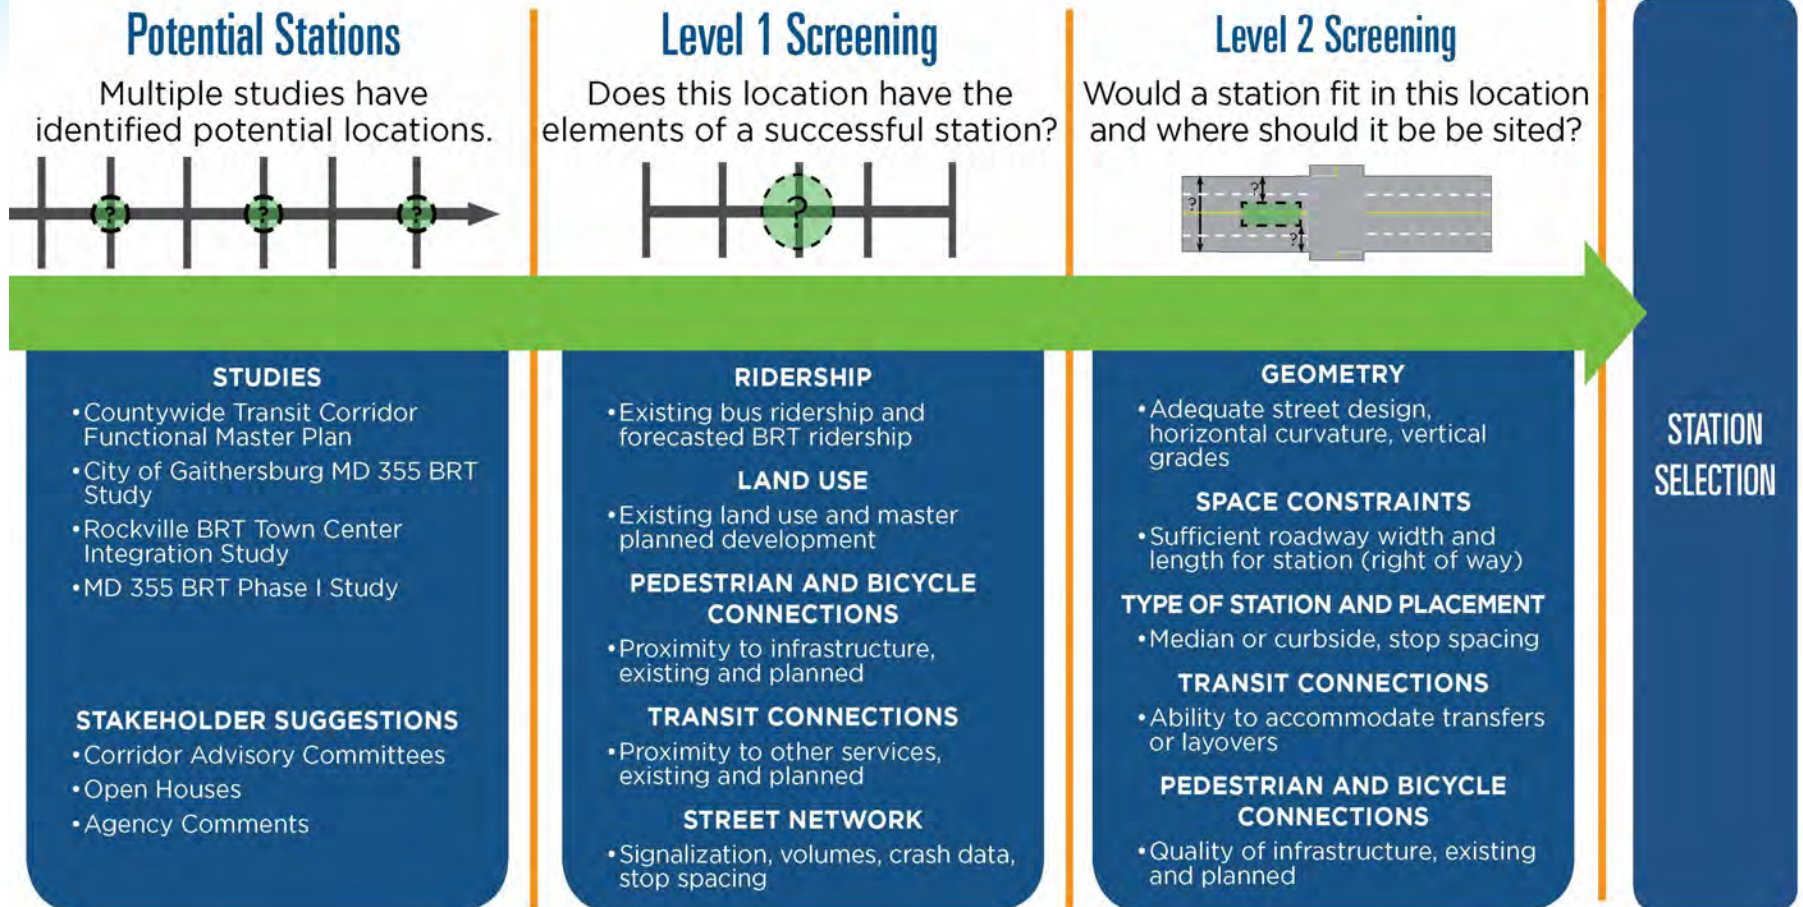 Potential Stations
Multiple studies have
identified potential locations.
?
?
?
STUDIES
•Countywide Transit Corridor
Functional Master Plan
•City of Gaithersburg MD 355 BRT
Study
•Rockville BRT Town Center
Integration Study
•MD 355 BRT Phase I Study
STAKEHOLDER SUGGESTIONS
•Corridor Advisory Committees
•Open Houses
•Agency Comments
Level 1 Screening
Does this location have the
elements of a successful station?
?
RIDERSHIP
•Existing bus ridership and
forecasted BRT ridership
LAND USE
•Existing land use and master
planned development
PEDESTRIAN AND BICYCLE
CONNECTIONS
•Proximity to infrastructure,
existing and planned
TRANSIT CONNECTIONS
•Proximity to other services,
existing and planned
STREET NETWORK
•Signalization, volumes, crash data,
stop spacing
Level 2 Screening
Would a station fit in this location
and where should it be be sited?
?
?
?
GEOMETRY
•Adequate street design,
horizontal curvature, vertical
grades
SPACE CONSTRAINTS
•Sufficient roadway width and
length for station (right of way)
TYPE OF STATION AND PLACEMENT
•Median or curbside, stop spacing
TRANSIT CONNECTIONS
•Ability to accommodate transfers
or layovers
PEDESTRIAN AND BICYCLE
CONNECTIONS
•Quality of infrastructure, existing
and planned
STATION
SELECTION